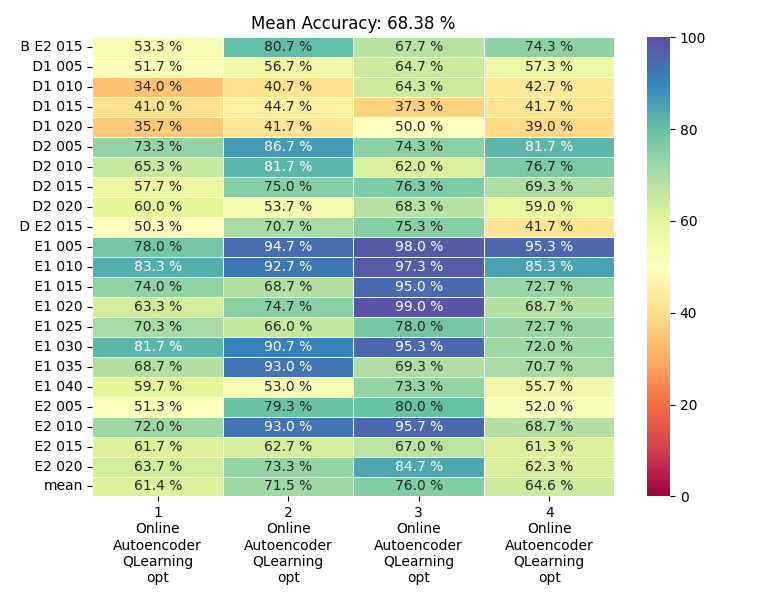 Mean Accuracy: 68.38 %
B E2 015 53.3 % 80.7 % 67.7 % 74.3 %
D1 005 51.7 % 56.7 % 64.7 % 57.3 %
D1 010 34.0 % 40.7 % 64.3 % 42.7 %
D1 015 41.0 % 44.7 % 37.3 % 41.7 %
D1 020 35.7 % 41.7 % 50.0 % 39.0 %
D2 005 73.3 % 86.7 % 74.3 % 81.7 %
D2 010 65.3 % 81.7 % 62.0 % 76.7 %
D2 015 57.7 % 75.0 % 76.3 % 69.3 %
D2 020 60.0 % 53.7 % 68.3 % 59.0 %
D E2 015 50.3 % 70.7 % 75.3 % 41.7 %
E1 005 78.0 % 94.7 % 98.0 % 95.3 %
E1 010 83.3 % 92.7 % 97.3 % 85.3 %
E1 015 74.0 % 68.7 % 95.0 % 72.7 %
E1 020 63.3 % 74.7 % 99.0 % 68.7 %
E1 025 70.3 % 66.0 % 78.0 % 72.7 %
E1 030 81.7 % 90.7 % 95.3 % 72.0 %
E1 035 68.7 % 93.0 % 69.3 % 70.7 %
E1 040 59.7 % 53.0 % 73.3 % 55.7 %
E2 005 51.3 % 79.3 % 80.0 % 52.0 %
E2 010 72.0 % 93.0 % 95.7 % 68.7 %
E2 015 61.7 % 62.7 % 67.0 % 61.3 %
E2 020 63.7 % 73.3 % 84.7 % 62.3 %
mean 61.4 % 71.5 % 76.0 % 64.6 %
1 2 3 4
Online Online Online Online
Autoencoder Autoencoder Autoencoder Autoencoder
QLearning QLearning QLearning QLearning
opt opt opt opt
100
80
60
40
20
0